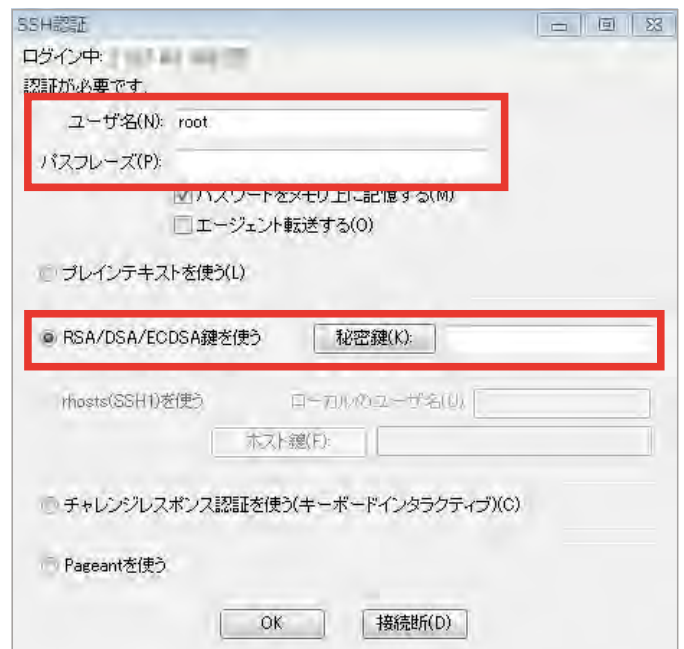 SSH認証
ログイン中:
認証が必要です.
ユーザ名(N): root
パスフレーズ(P):
パスワードをメモリ上に記憶する(M)
エージェント転送する(O)
プレインテキストを使う(L)
RSA/DSA/ECDSA鍵を使う 秘密鍵(K):
rhosts(SSH1)を使う ローカルのユーザ名(U):
ホスト鍵(F):
チャレンジレスポンス認証を使う(キーボードインタラクティブ)(C)
Pageantを使う
OK 接続断(D)